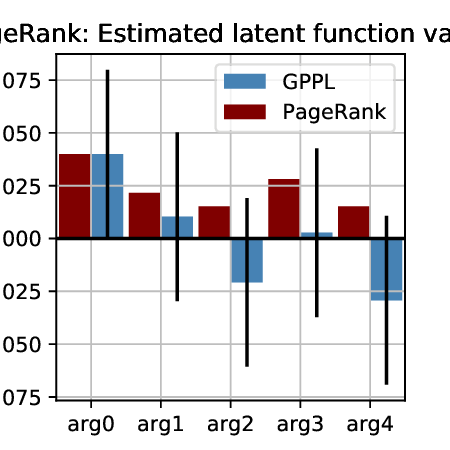 geRank: Estimated latent function va
075
GPPL
PageRank
050
025
000
025
050
075
arg0 arg1 arg2 arg3 arg4